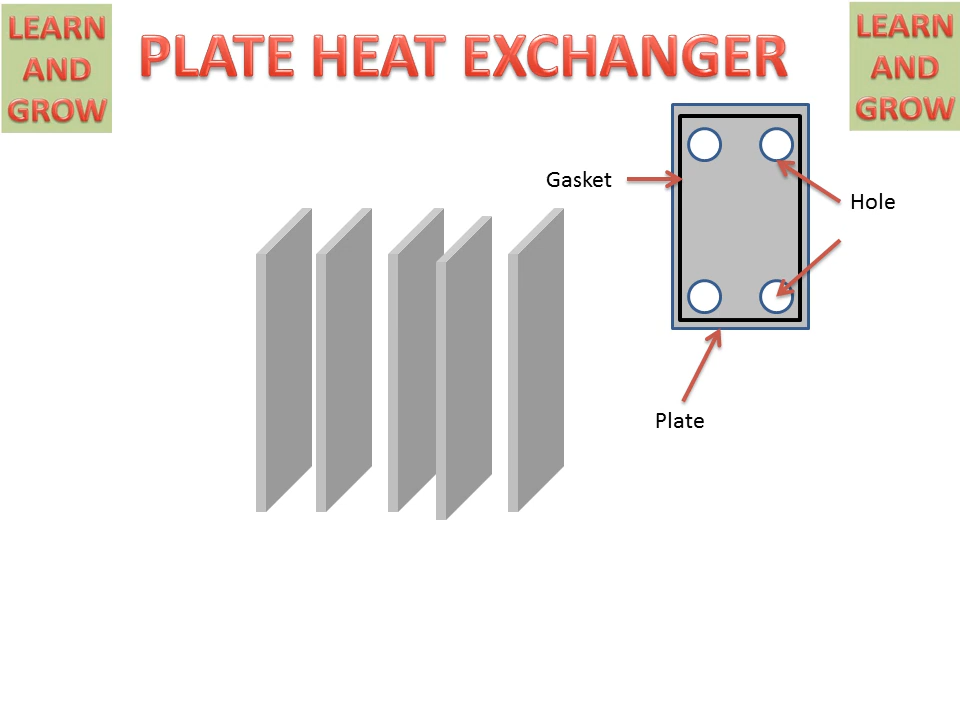 LEARN
AND
GROW
PLATE HEAT EXCHANGER
LEARN
AND
GROW
Gasket
Hole
Plate